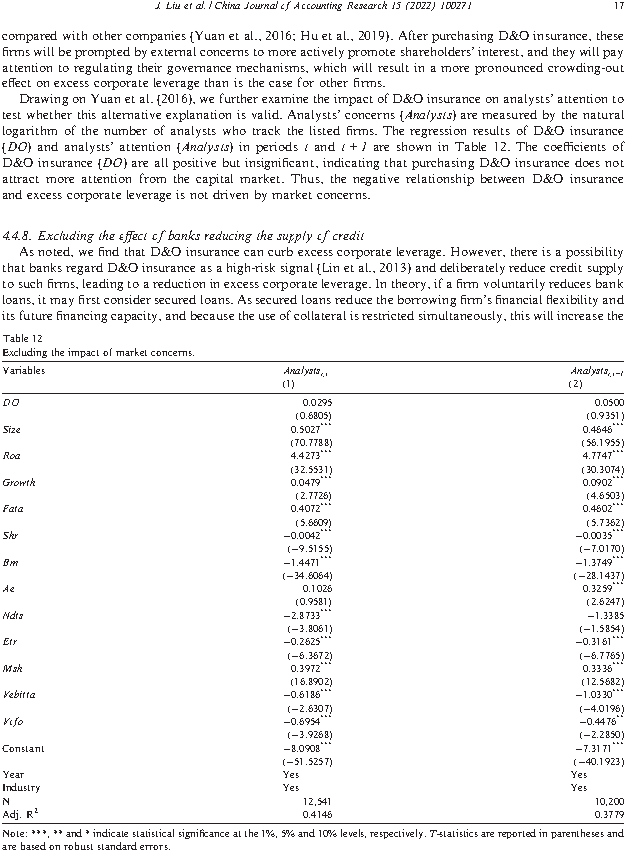 J. Liu et al. / China Journal of Accounting Research 15 (2022) 100271 17
compared with other companies (Yuan et al., 2016; Hu et al., 2019). After purchasing D&O insurance, these
firms will be prompted by external concerns to more actively promote shareholders' interest, and they will pay
attention to regulating their governance mechanisms, which will result in a more pronounced crowding-out
effect on excess corporate leverage than is the case for other firms.
Drawing on Yuan et al. (2016), we further examine the impact of D&O insurance on analysts' attention to
test whether this alternative explanation is valid. Analysts' concerns (Analysts) are measured by the natural
logarithm of the number of analysts who track the listed firms. The regression results of D&O insurance
(DO) and analysts' attention (Analysts) in periods t and t + 1 are shown in Table 12. The coefficients of
D&O insurance (DO) are all positive but insignificant, indicating that purchasing D&O insurance does not
attract more attention from the capital market. Thus, the negative relationship between D&O insurance
and excess corporate leverage is not driven by market concerns.
4.4.8. Excluding the effect of banks reducing the supply of credit
As noted, we find that D&O insurance can curb excess corporate leverage. However, there is a possibility
that banks regard D&O insurance as a high-risk signal (Lin et al., 2013) and deliberately reduce credit supply
to such firms, leading to a reduction in excess corporate leverage. In theory, if a firm voluntarily reduces bank
loans, it may first consider secured loans. As secured loans reduce the borrowing firm's financial flexibility and
its future financing capacity, and because the use of collateral is restricted simultaneously, this will increase the
Table 12
Excluding the impact of market concerns.
Variables Analysts i,t Analysts i,t+1
(1) (2)
DO 0.0295 0.0500
(0.6805) (0.9351)
Size 0.5027*** 0.4646***
(70.7788) (56.1955)
Roa 4.4273*** 4.7747***
(32.5531) (30.3074)
Growth 0.0479*** 0.0902***
(2.7726) (4.6503)
Fata 0.4072*** 0.4602***
(5.6609) (5.7362)
Shr −0.0042*** −0.0035***
(−9.5155) (−7.0170)
Bm −1.4471*** −1.3749***
(−34.6064) (−28.1437)
Ae 0.1026 0.3259***
(0.9581) (2.6247)
Ndts −2.8733*** −1.3385
(−3.8061) (−1.5854)
Etr −0.2625*** −0.3161***
(−6.3672) (−6.7765)
Msh 0.3972*** 0.3336***
(16.8902) (12.5682)
Vebitta −0.6186*** −1.0330***
(−2.6307) (−4.0196)
Vcfo −0.6954*** −0.4476**
(−3.9268) (−2.2850)
Constant −8.0908*** −7.3171***
(−51.5257) (−40.1923)
Year Yes Yes
Industry Yes Yes
N 12,541 10,200
Adj. R² 0.4146 0.3779
Note: ***, ** and * indicate statistical significance at the 1%, 5% and 10% levels, respectively. T-statistics are reported in parentheses and
are based on robust standard errors.